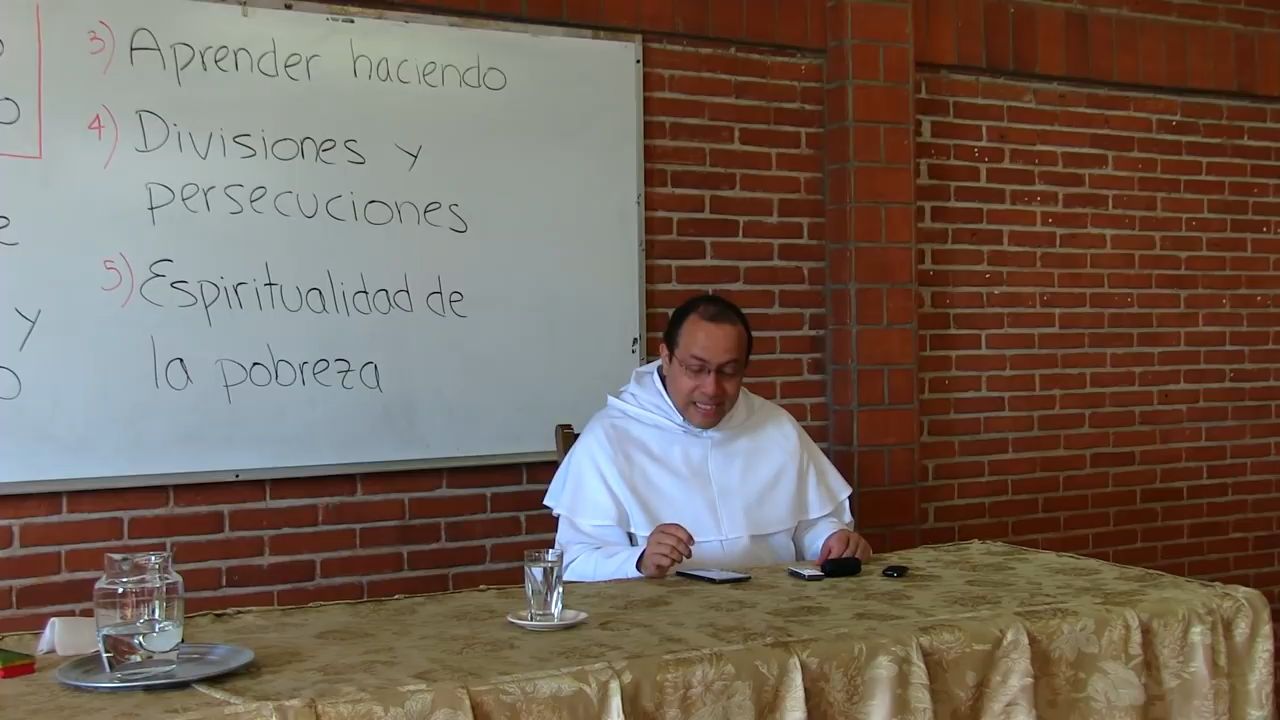 3) Aprender haciendo
4) Divisiones y
persecuciones
5) Espiritualidad de
la pobreza
y